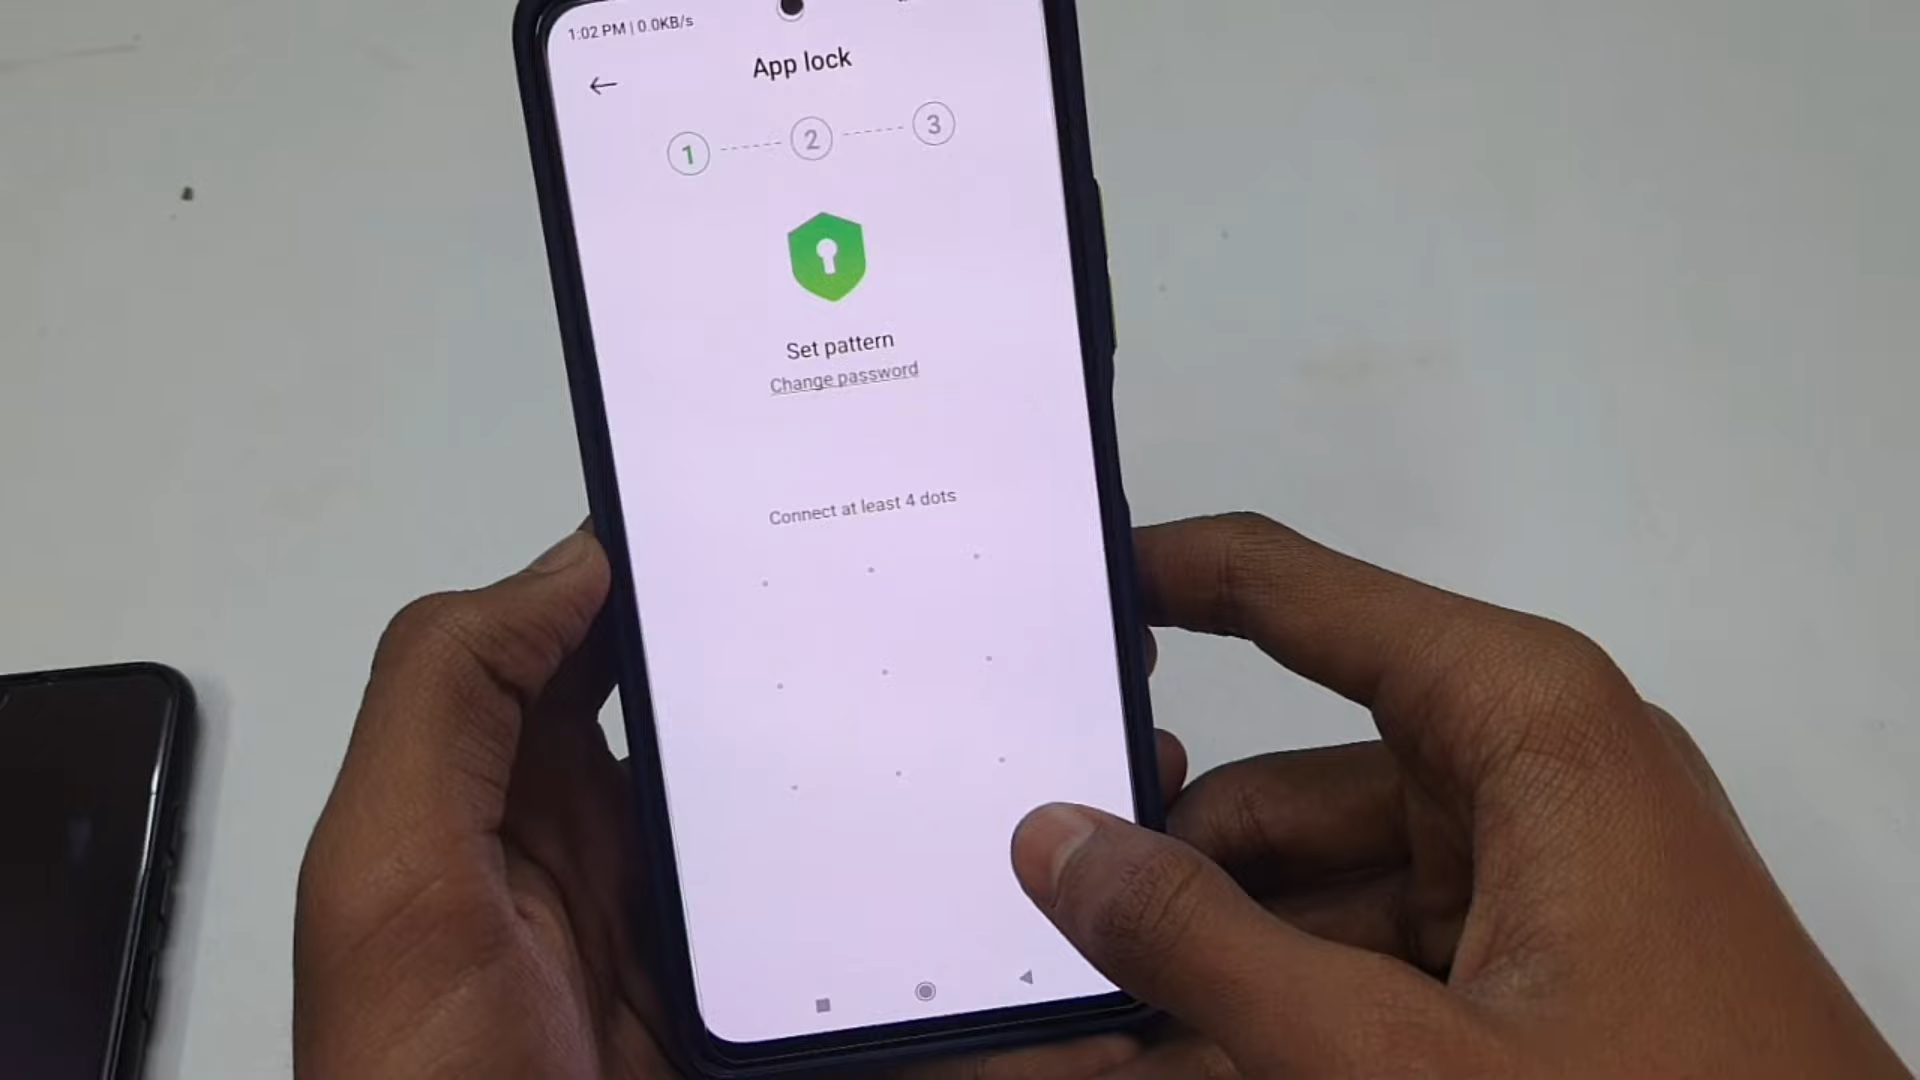 1:02 PM | 0.0KB/s
App lock
1 2 3
Set pattern
Change password
Connect at least 4 dots